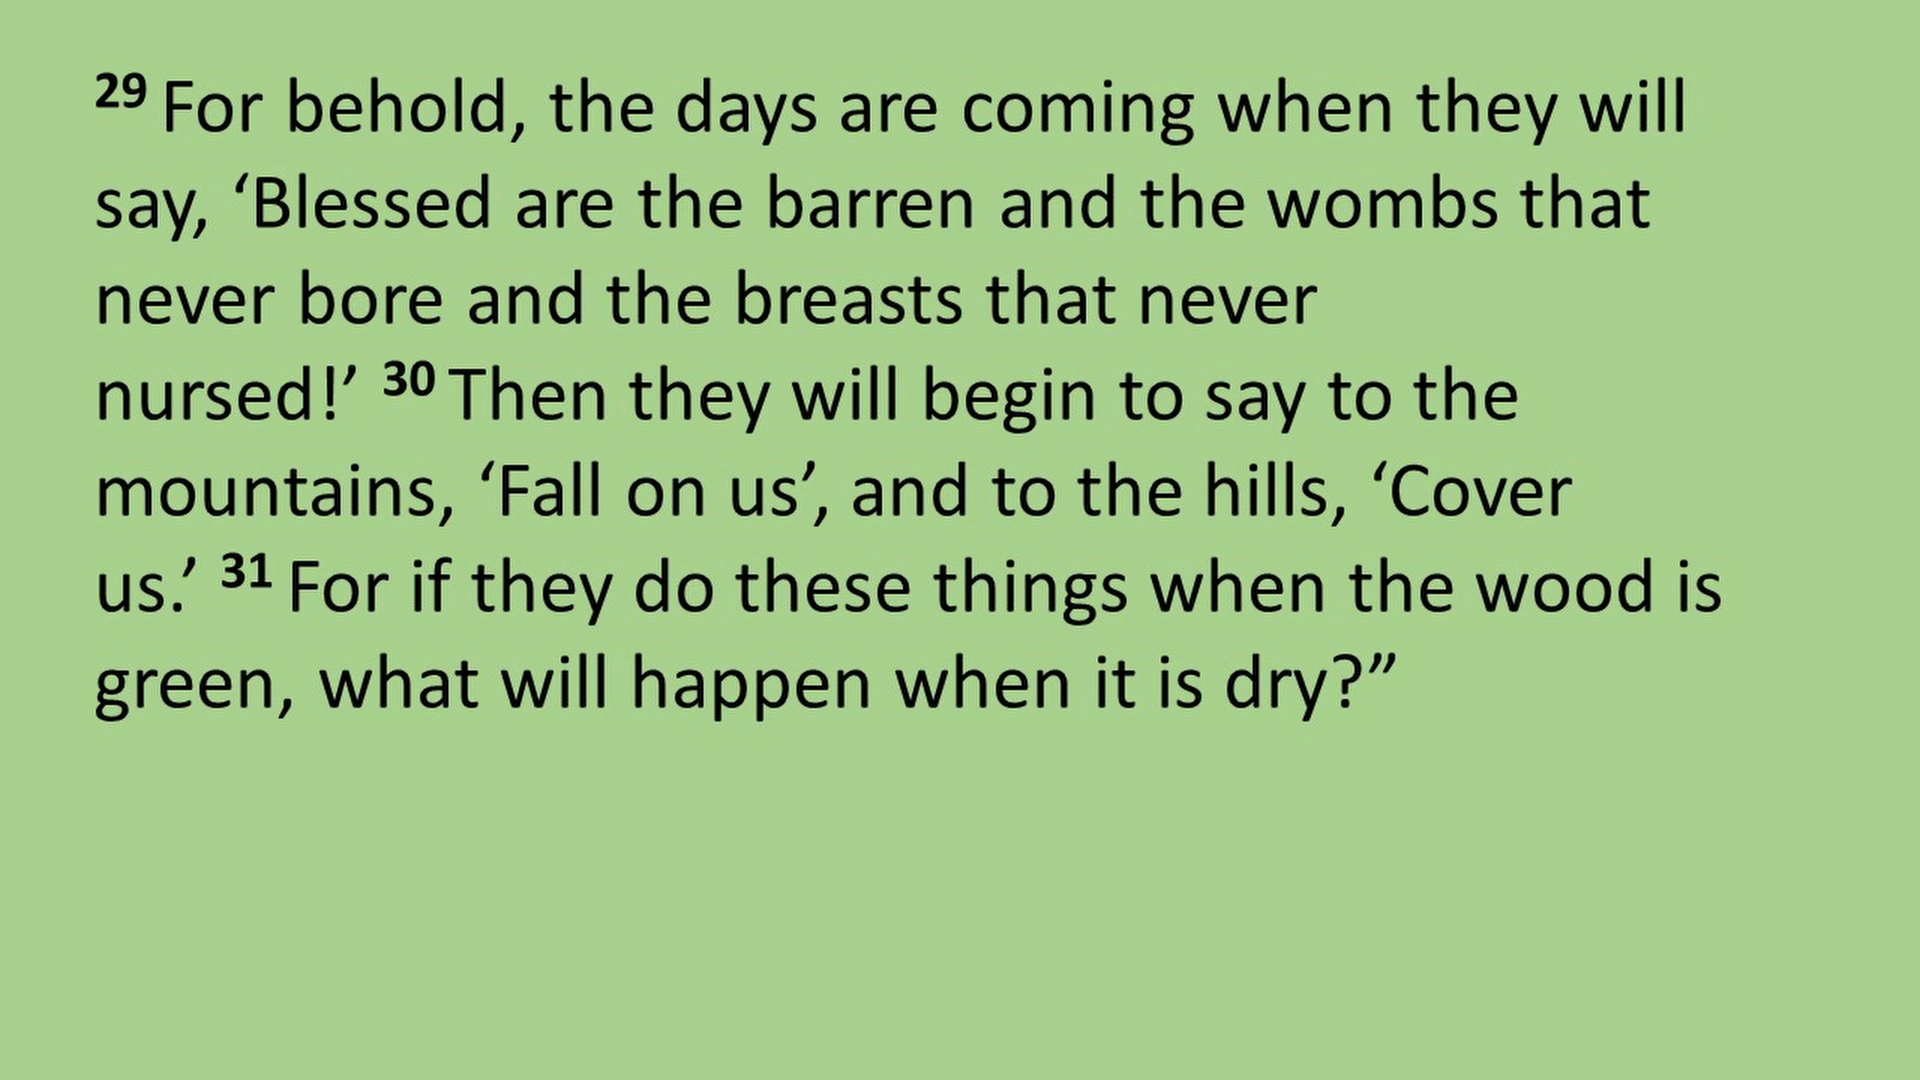 29 For behold, the days are coming when they will
say, ‘Blessed are the barren and the wombs that
never bore and the breasts that never
nursed!’ 30 Then they will begin to say to the
mountains, ‘Fall on us’, and to the hills, ‘Cover
us.’ 31 For if they do these things when the wood is
green, what will happen when it is dry?”